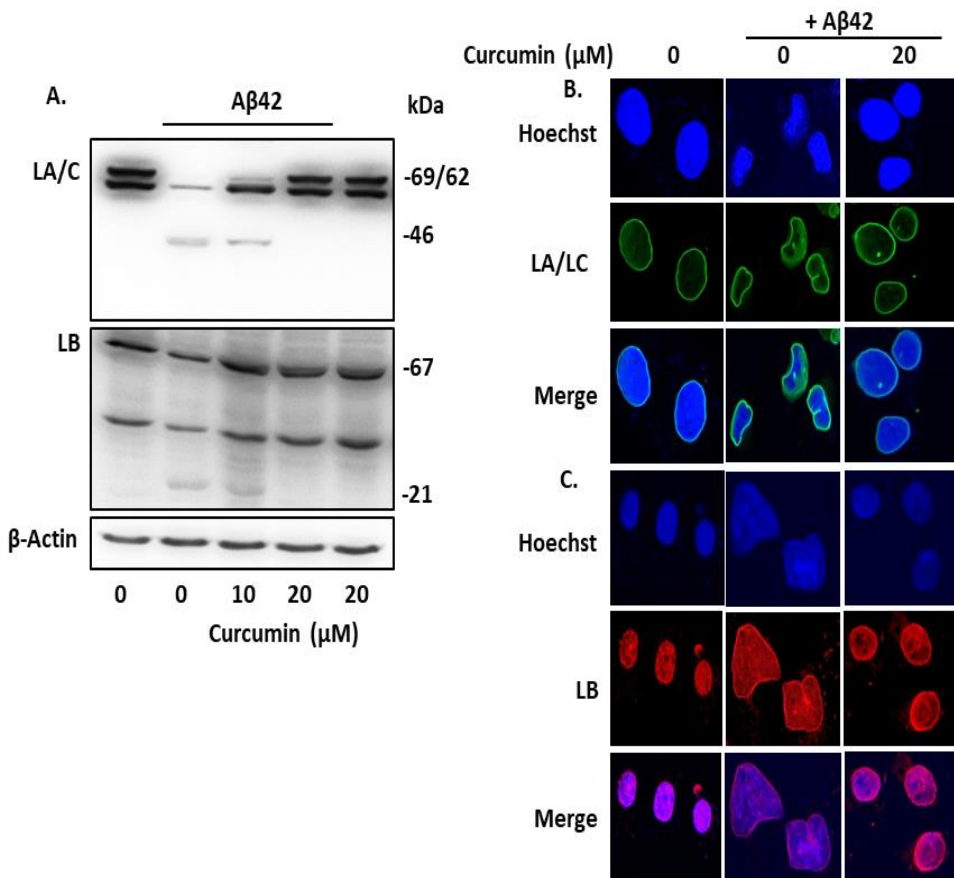 A.
Aβ42
kDa
LA/C
-69/62
-46
LB
-67
-21
β-Actin
0 0 10 20 20
Curcumin (μM)
+ Aβ42
Curcumin (μM) 0 0 20
B.
Hoechst
LA/LC
Merge
C.
Hoechst
LB
Merge